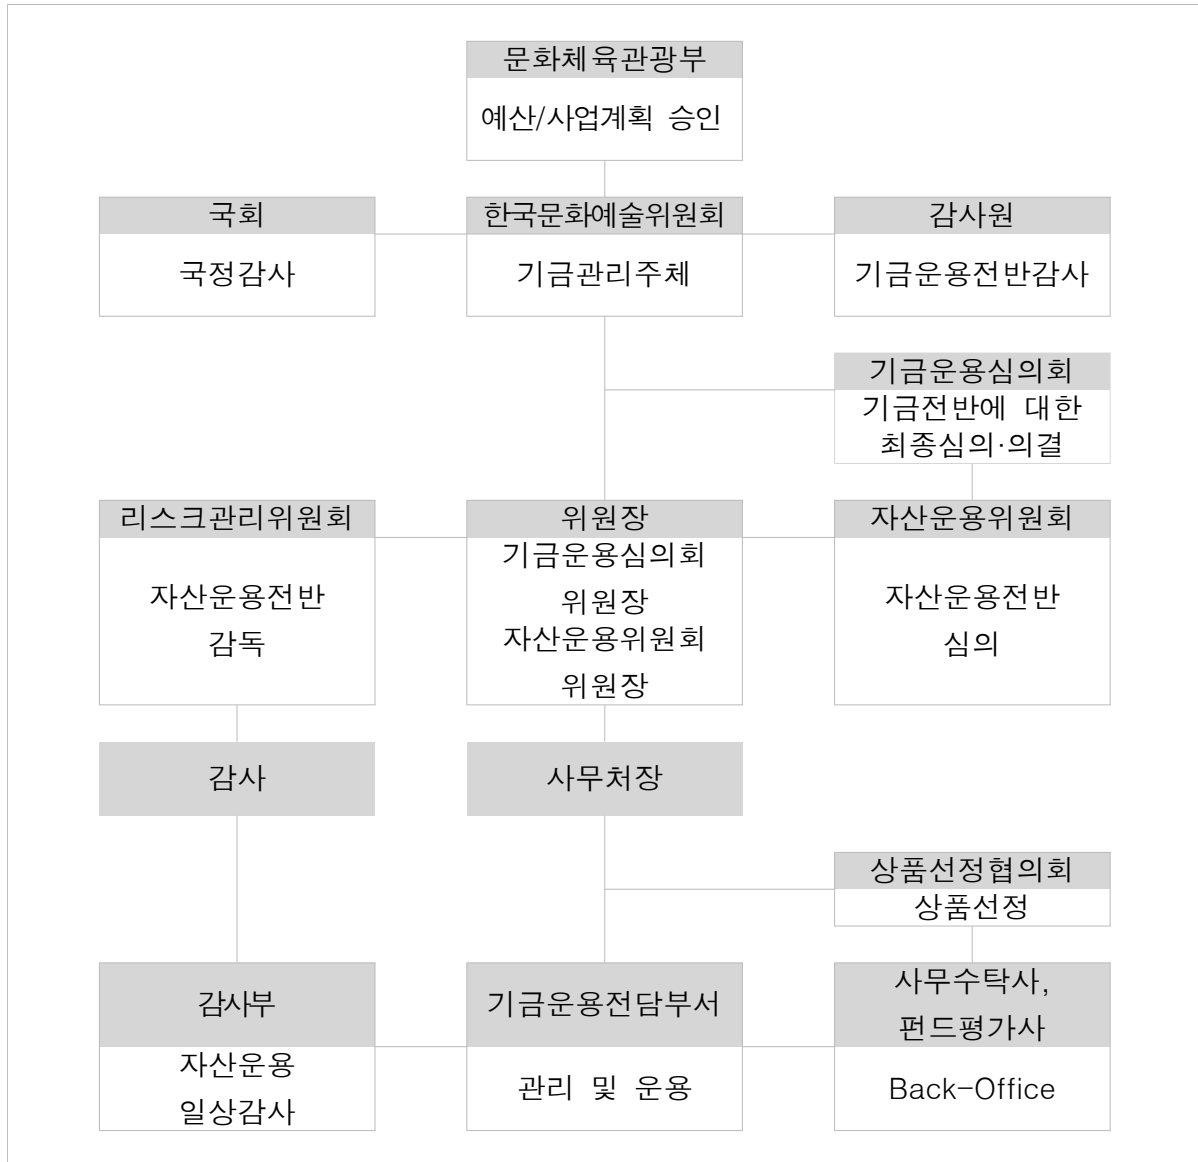 문화체육관광부
예산/사업계획 승인
국회
국정감사
한국문화예술위원회
기금관리주체
감사원
기금운용전반감사
기금운용심의회
기금전반에 대한
최종심의·의결
리스크관리위원회
자산운용전반
감독
위원장
기금운용심의회
위원장
자산운용위원회
위원장
자산운용위원회
자산운용전반
심의
감사
사무처장
상품선정협의회
상품선정
감사부
자산운용
일상감사
기금운용전담부서
관리 및 운용
사무수탁사,
펀드평가사
Back-Office